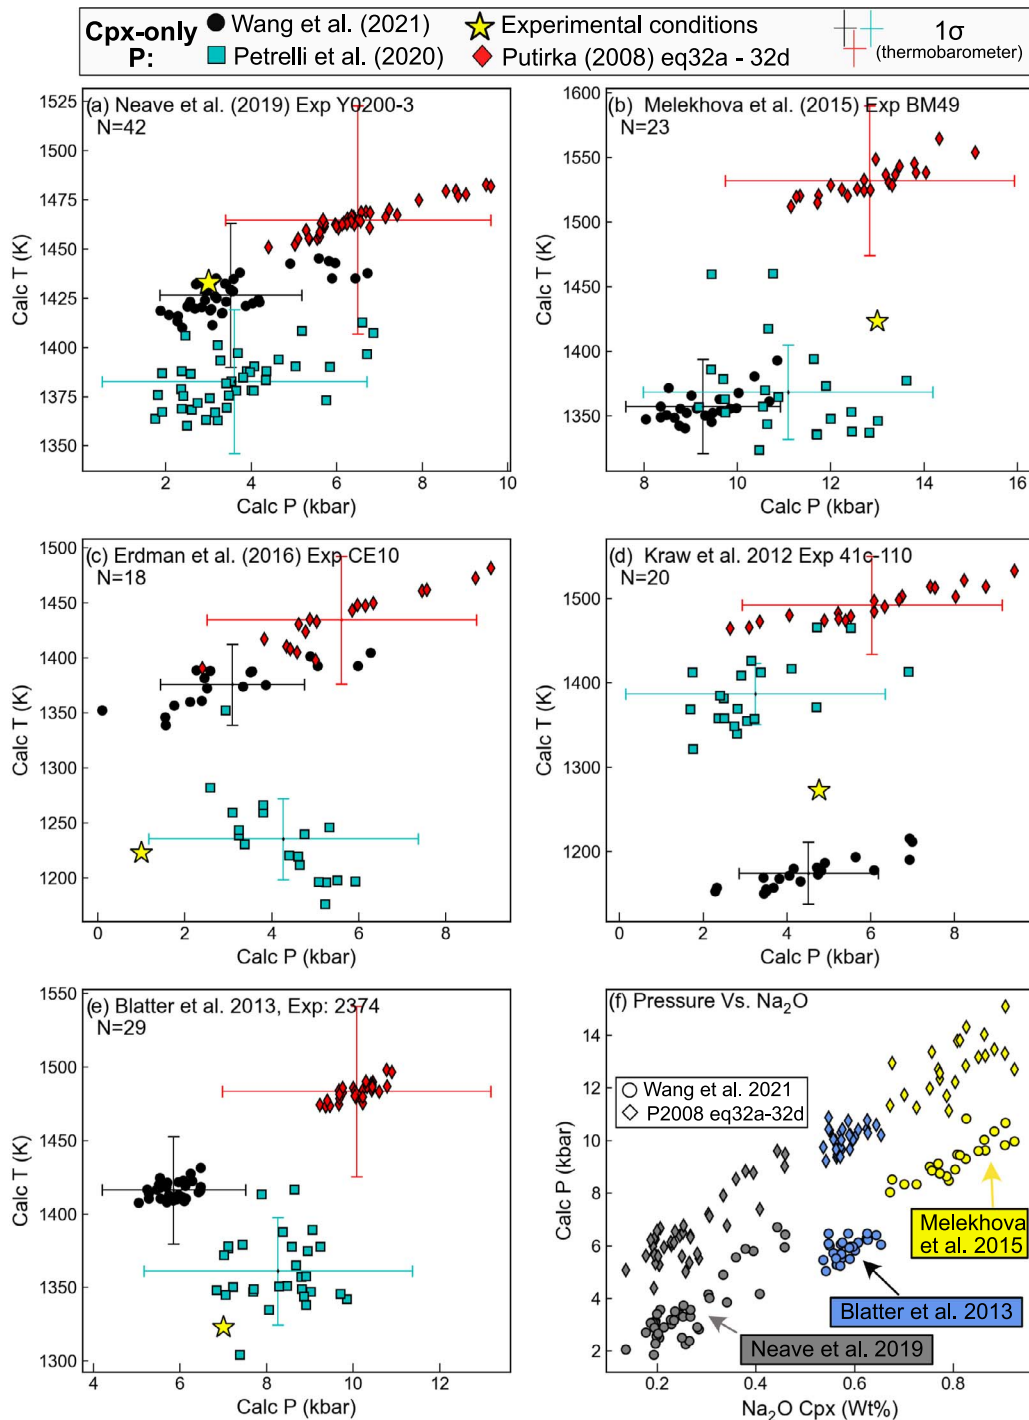 Cpx-only P:
Wang et al. (2021)
Petrelli et al. (2020)
Experimental conditions
Putirka (2008) eq32a - 32d
1σ
(thermobarometer)
(a) Neave et al. (2019) Exp Y0200-3
N=42
1525
1500
1475
1450
1425
1400
1375
1350
Calc T (K)
0 2 4 6 8 10
Calc P (kbar)
(b) Melekhova et al. (2015) Exp BM49
N=23
1600
1550
1500
1450
1400
1350
Calc T (K)
8 10 12 14 16
Calc P (kbar)
(c) Erdman et al. (2016) Exp CE10
N=18
1500
1450
1400
1350
1300
1250
1200
Calc T (K)
0 2 4 6 8
Calc P (kbar)
(d) Kraw et al. 2012 Exp 41c-110
N=20
1500
1400
1300
1200
Calc T (K)
2 4 6 8
Calc P (kbar)
(e) Blatter et al. 2013, Exp: 2374
N=29
1550
1500
1450
1400
1350
1300
Calc T (K)
4 6 8 10 12
Calc P (kbar)
(f) Pressure Vs. Na₂O
Wang et al. 2021
P2008 eq32a-32d
14
12
10
8
6
4
2
Calc P (kbar)
Melekhova
et al. 2015
Blatter et al. 2013
Neave et al. 2019
0.2 0.4 0.6 0.8
Na₂O Cpx (Wt%)